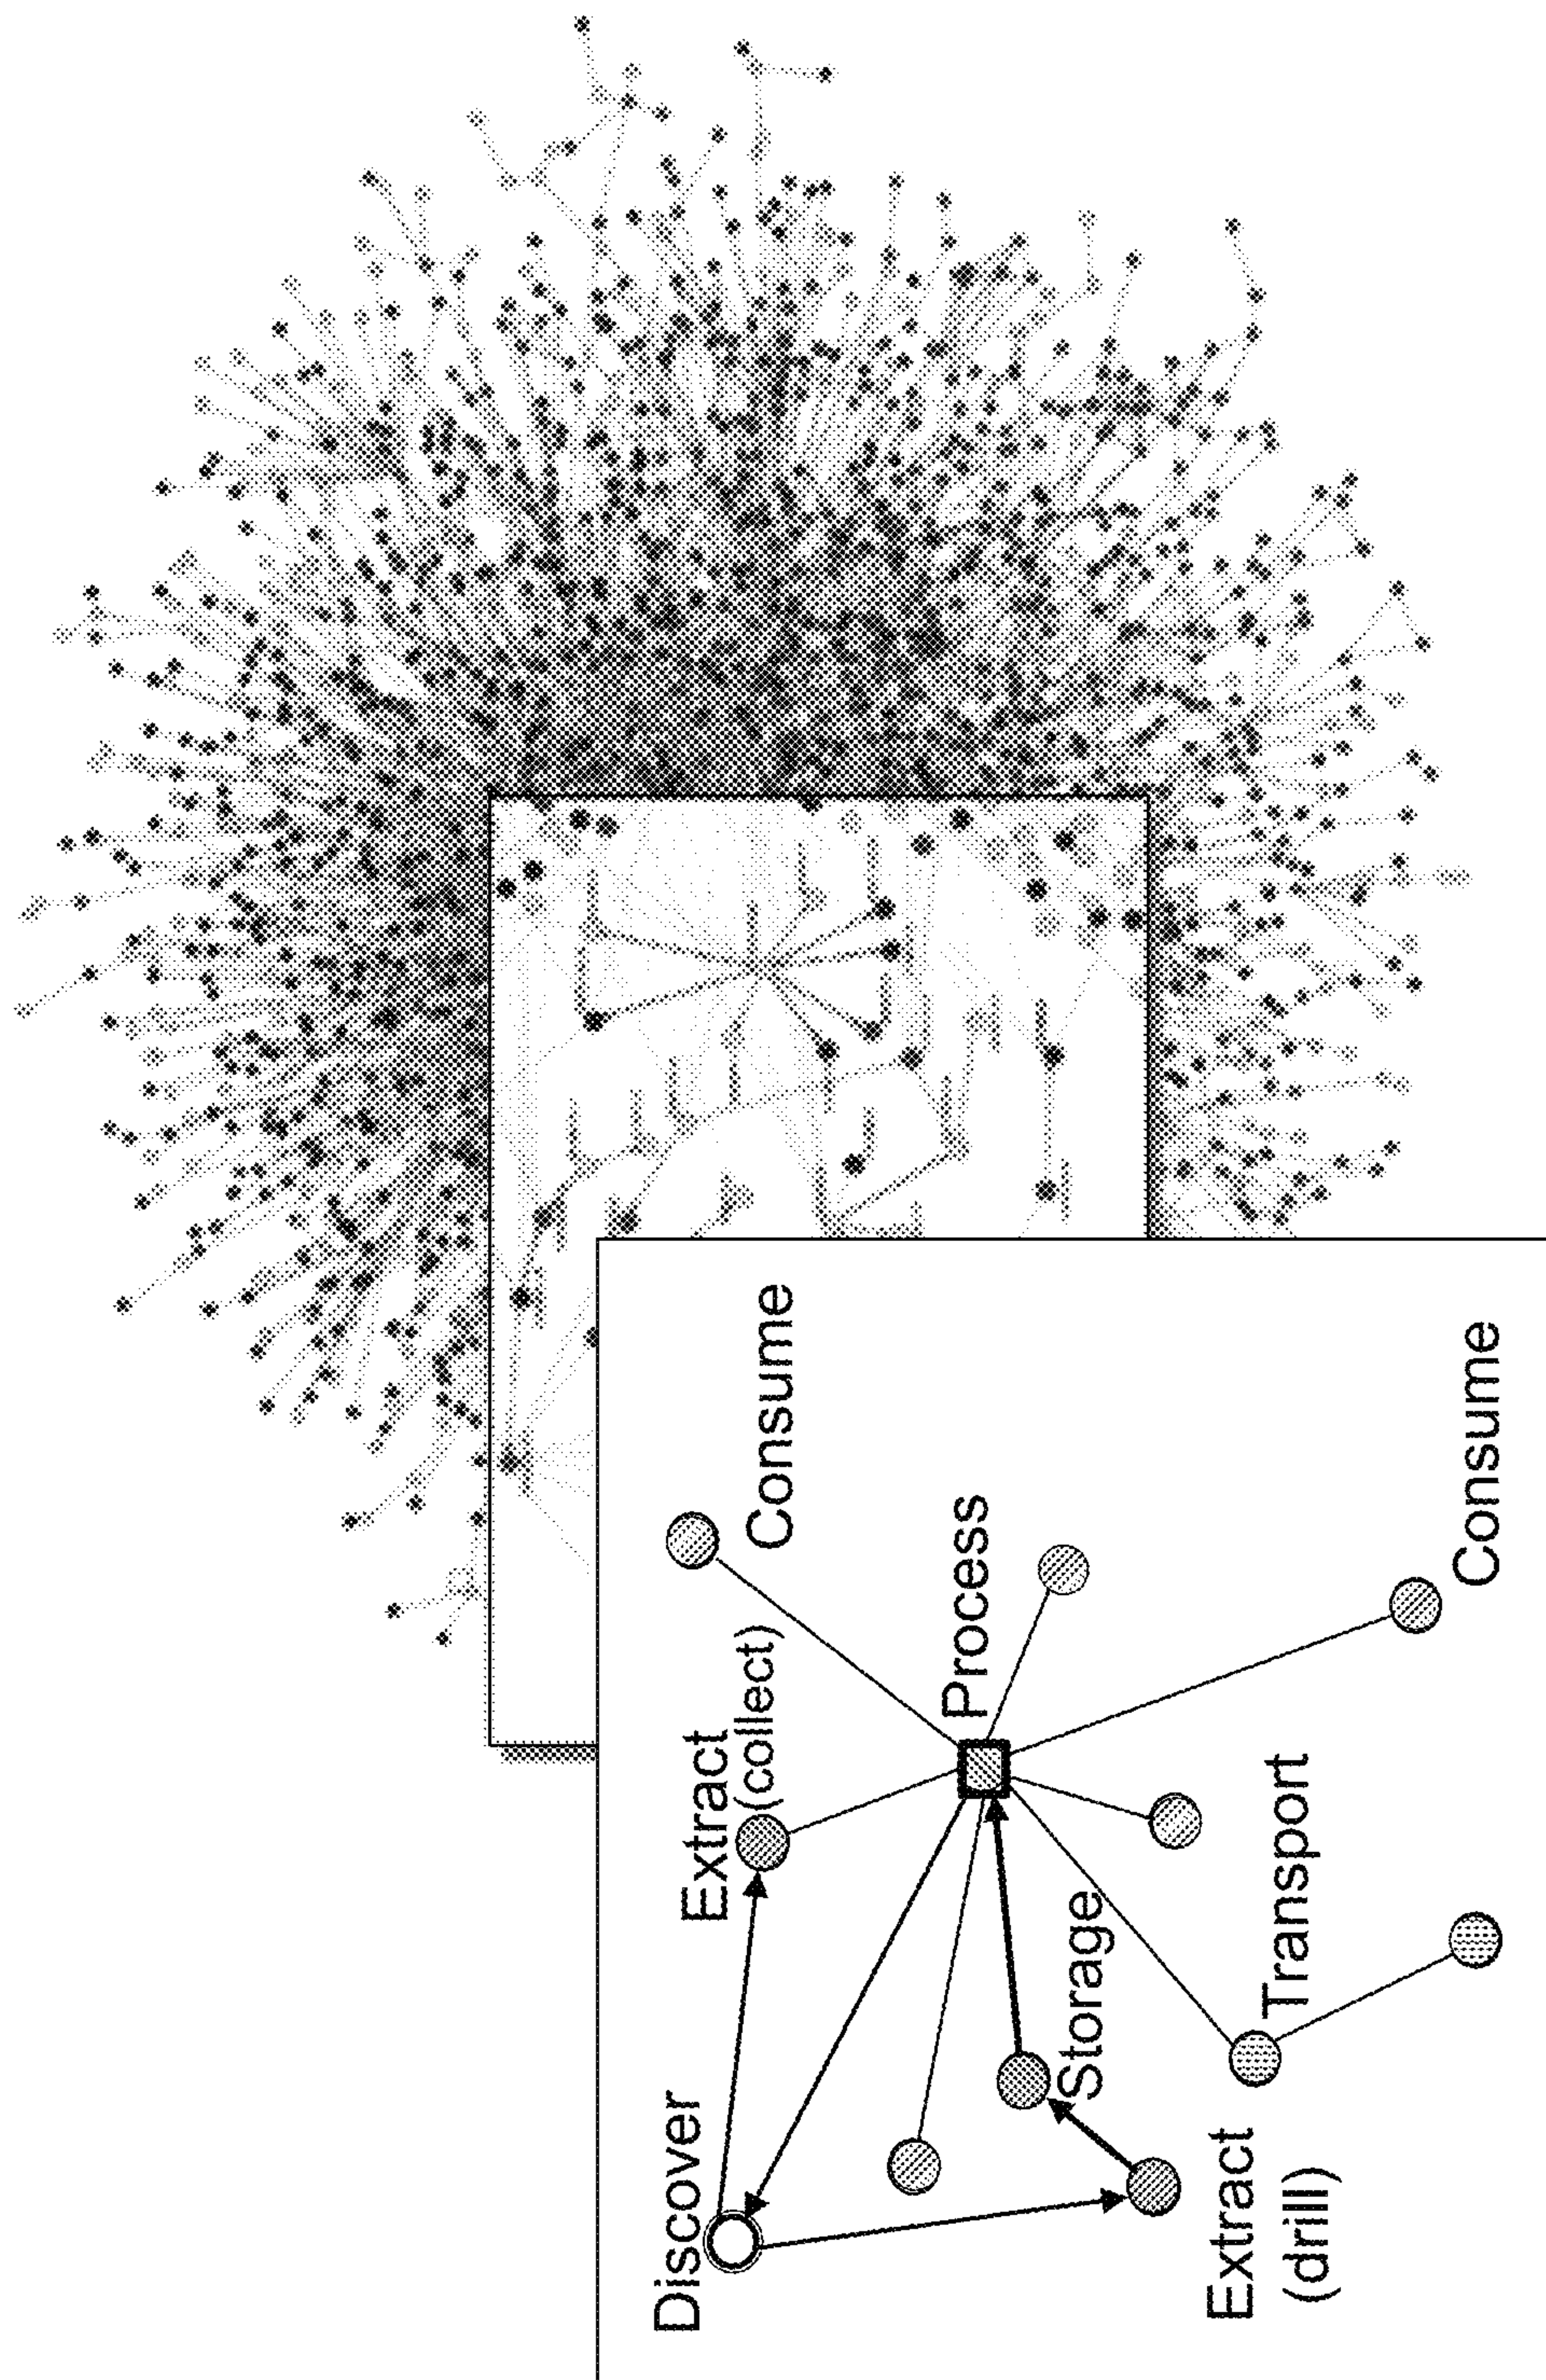 Discover
Extract
(collect)
Consume
Process
Storage
Extract
(drill)
Transport
Consume